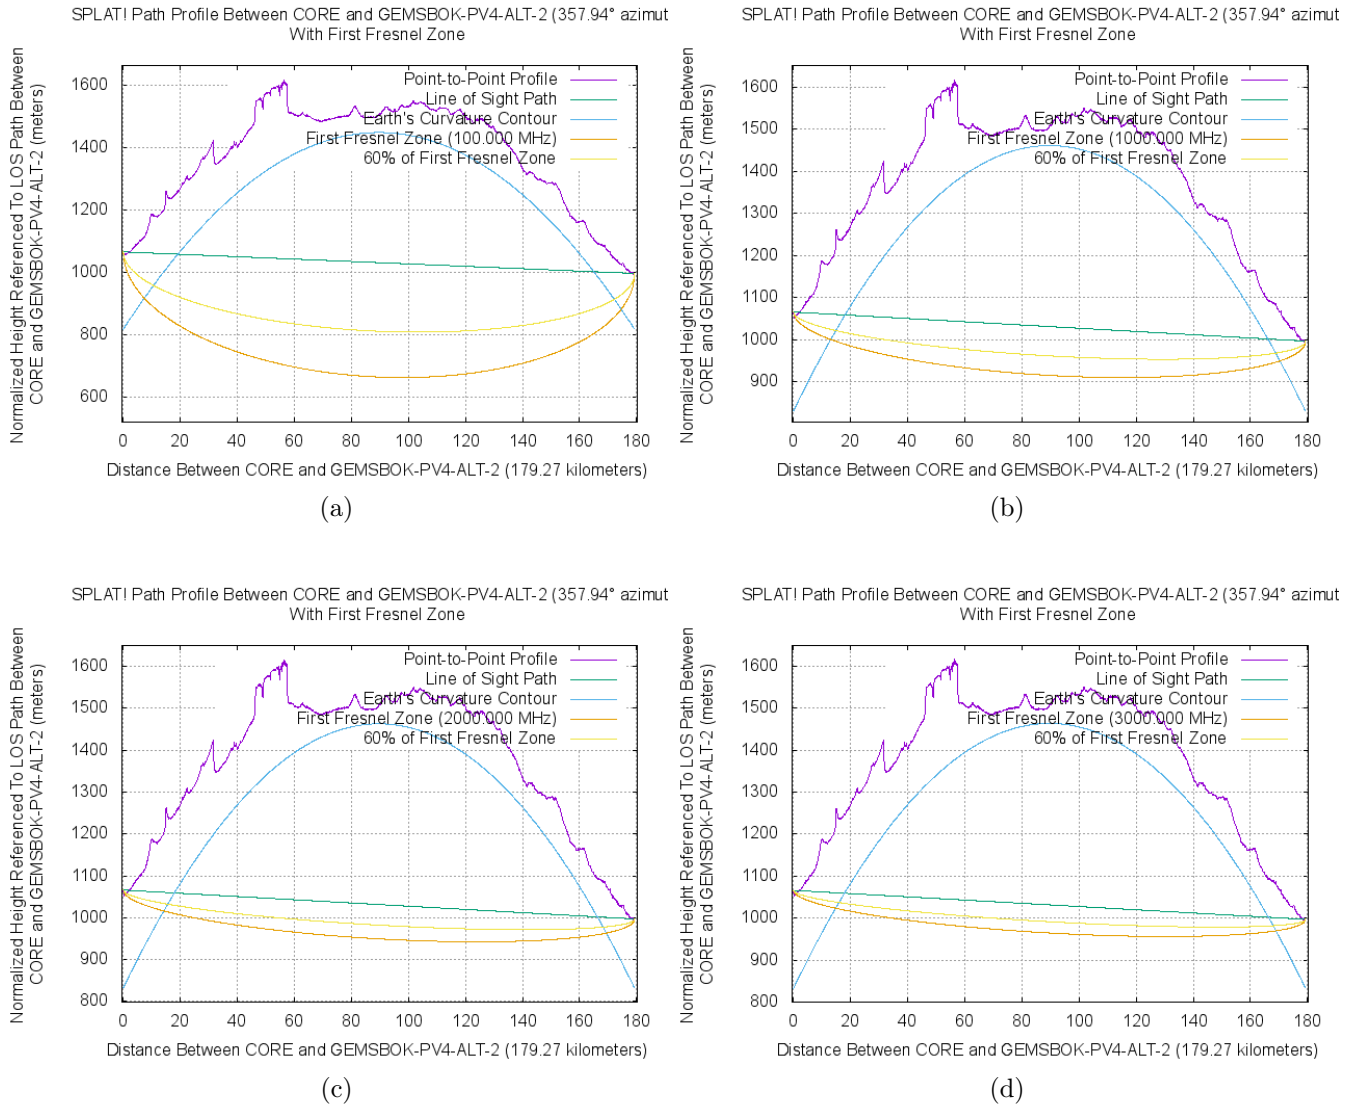 SPLAT! Path Profile Between CORE and GEMSBOK-PV4-ALT-2 (357.94° azimut
With First Fresnel Zone
Normalized Height Referenced To LOS Path Between
CORE and GEMSBOK-PV4-ALT-2 (meters)
1600
1400
1200
1000
800
600
Point-to-Point Profile
Line of Sight Path
Earth's Curvature Contour
First Fresnel Zone (100.000 MHz)
60% of First Fresnel Zone
0 20 40 60 80 100 120 140 160 180
Distance Between CORE and GEMSBOK-PV4-ALT-2 (179.27 kilometers)
(a)
SPLAT! Path Profile Between CORE and GEMSBOK-PV4-ALT-2 (357.94° azimut
With First Fresnel Zone
Normalized Height Referenced To LOS Path Between
CORE and GEMSBOK-PV4-ALT-2 (meters)
1600
1500
1400
1300
1200
1100
1000
900
Point-to-Point Profile
Line of Sight Path
Earth's Curvature Contour
First Fresnel Zone (1000.000 MHz)
60% of First Fresnel Zone
0 20 40 60 80 100 120 140 160 180
Distance Between CORE and GEMSBOK-PV4-ALT-2 (179.27 kilometers)
(b)
SPLAT! Path Profile Between CORE and GEMSBOK-PV4-ALT-2 (357.94° azimut
With First Fresnel Zone
Normalized Height Referenced To LOS Path Between
CORE and GEMSBOK-PV4-ALT-2 (meters)
1600
1500
1400
1300
1200
1100
1000
900
800
Point-to-Point Profile
Line of Sight Path
Earth's Curvature Contour
First Fresnel Zone (2000.000 MHz)
60% of First Fresnel Zone
0 20 40 60 80 100 120 140 160 180
Distance Between CORE and GEMSBOK-PV4-ALT-2 (179.27 kilometers)
(c)
SPLAT! Path Profile Between CORE and GEMSBOK-PV4-ALT-2 (357.94° azimut
With First Fresnel Zone
Normalized Height Referenced To LOS Path Between
CORE and GEMSBOK-PV4-ALT-2 (meters)
1600
1500
1400
1300
1200
1100
1000
900
800
Point-to-Point Profile
Line of Sight Path
Earth's Curvature Contour
First Fresnel Zone (3000.000 MHz)
60% of First Fresnel Zone
0 20 40 60 80 100 120 140 160 180
Distance Between CORE and GEMSBOK-PV4-ALT-2 (179.27 kilometers)
(d)